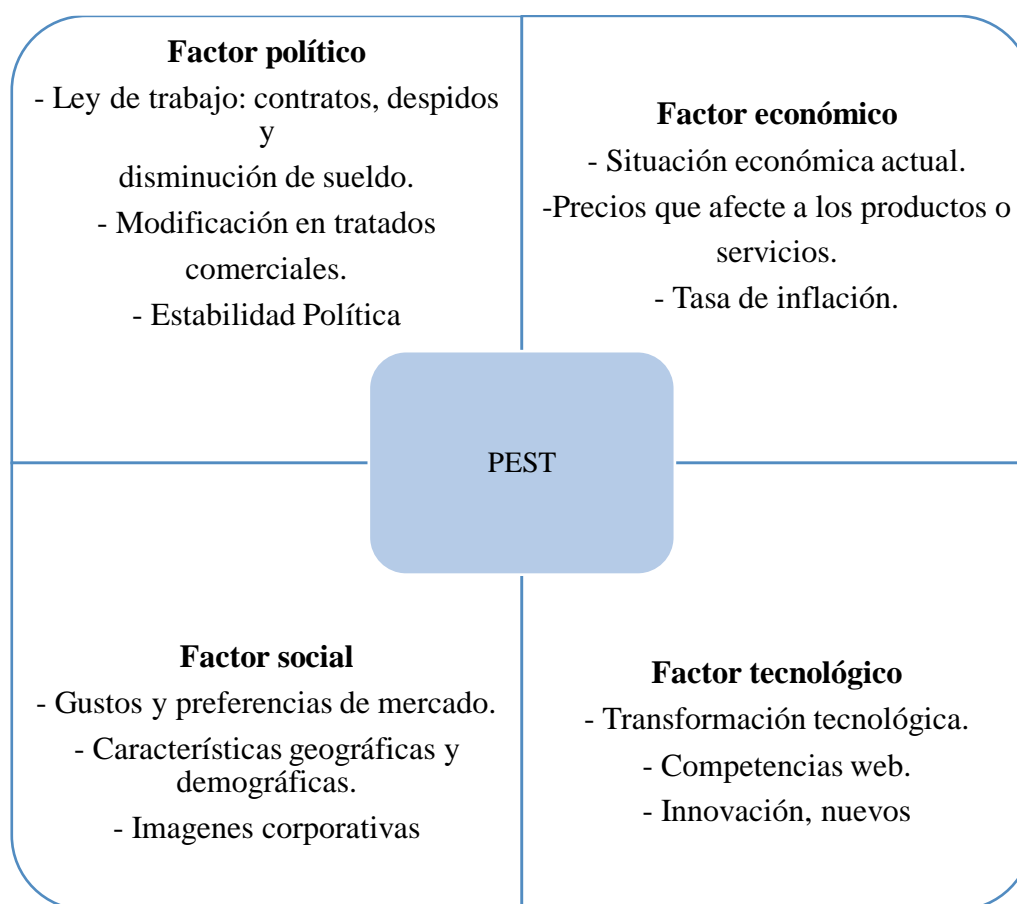 Factor político
- Ley de trabajo: contratos, despidos
y
disminución de sueldo.
- Modificación en tratados
comerciales.
- Estabilidad Política
Factor económico
- Situación económica actual.
-Precios que afecte a los productos o
servicios.
- Tasa de inflación.
PEST
Factor social
- Gustos y preferencias de mercado.
- Características geográficas y
demográficas.
- Imagenes corporativas
Factor tecnológico
- Transformación tecnológica.
- Competencias web.
- Innovación, nuevos